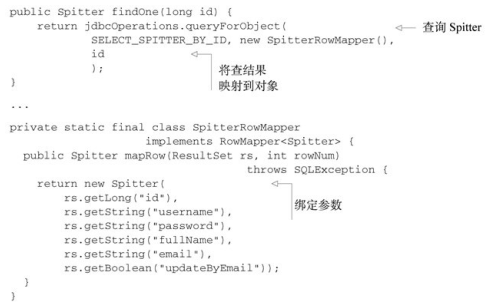 public Spitter findOne(long id) {
return jdbcOperations.queryForObject( 查询 Spitter
SELECT_SPITTER_BY_ID, new SpitterRowMapper(),
id
); 将查结果
映射到对象
}
...
private static final class SpitterRowMapper
implements RowMapper<Spitter> {
public Spitter mapRow(ResultSet rs, int rowNum)
throws SQLException {
return new Spitter(
rs.getLong("id"), 绑定参数
rs.getString("username"),
rs.getString("password"),
rs.getString("fullName"),
rs.getString("email"),
rs.getBoolean("updateByEmail"));
}
}